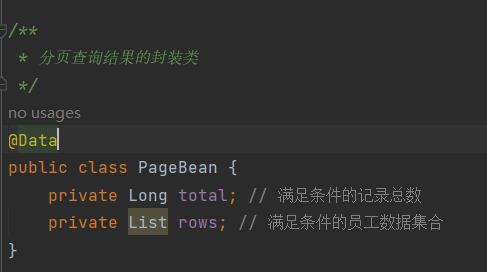 /**
* 分页查询结果的封装类
*/
no usages
@Data
public class PageBean {
private Long total; // 满足条件的记录总数
private List rows; // 满足条件的员工数据集合
}